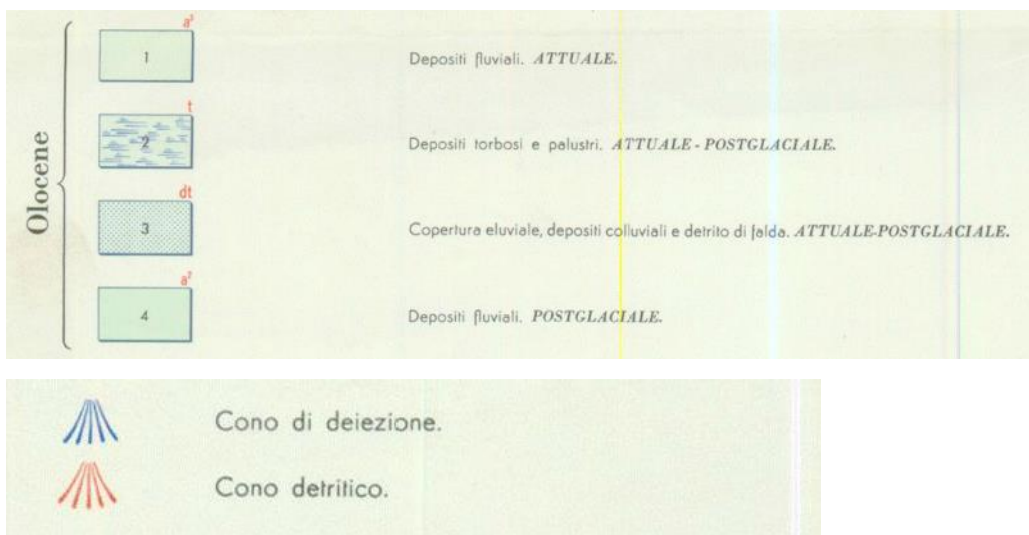 Olocene
a³
1 Depositi fluviali. ATTUALE.
t
2 Depositi torbosi e palustri. ATTUALE - POSTGLACIALE.
dt
3 Copertura eluviale, depositi colluviali e detrito di falda. ATTUALE-POSTGLACIALE.
a²
4 Depositi fluviali. POSTGLACIALE.
Cono di deiezione.
Cono detritico.